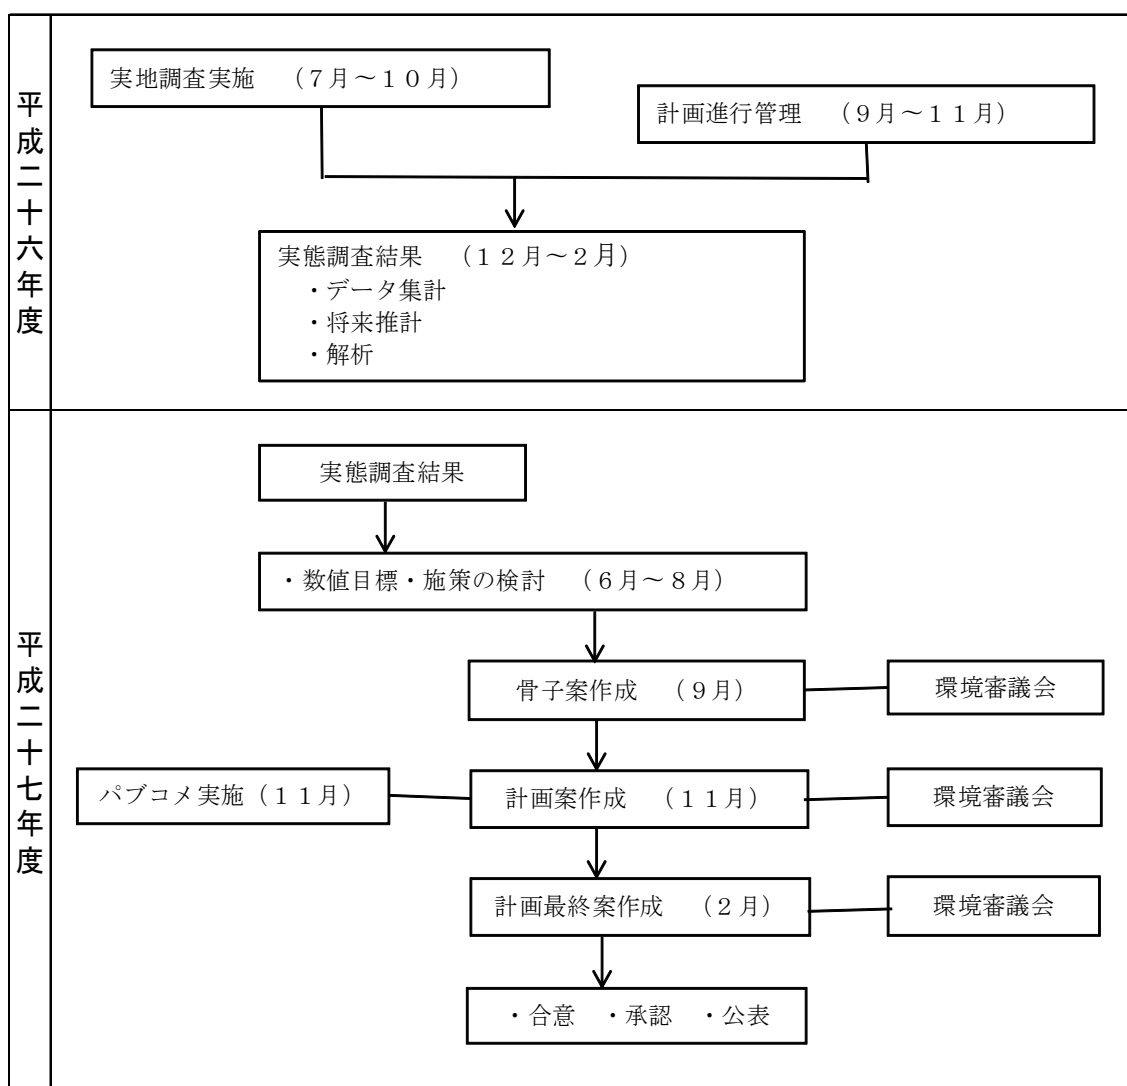 平成二十六年度
実地調査実施　（７月～１０月）
計画進行管理　（９月～１１月）
実態調査結果　（１２月～２月）
・データ集計
・将来推計
・解析
平成二十七年度
実態調査結果
・数値目標・施策の検討　（６月～８月）
骨子案作成　（９月）
環境審議会
パブコメ実施（１１月）
計画案作成　（１１月）
環境審議会
計画最終案作成　（２月）
環境審議会
・合意　・承認　・公表